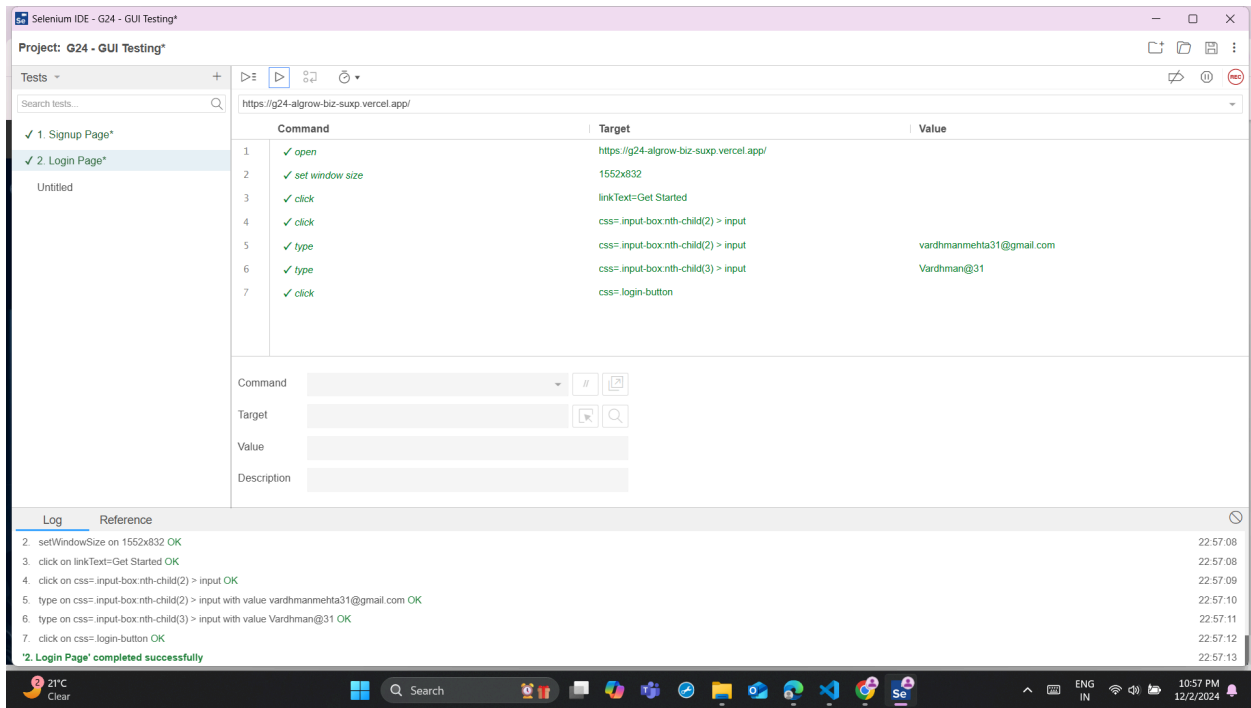 Selenium IDE - G24 - GUI Testing*
Project: G24 - GUI Testing*
Tests
Search tests...
✓ 1. Signup Page*
✓ 2. Login Page*
Untitled
REC
https://g24-algrow-biz-suxp.vercel.app/
Command Target Value
1 ✓ open https://g24-algrow-biz-suxp.vercel.app/
2 ✓ set window size 1552x832
3 ✓ click linkText=Get Started
4 ✓ click css=.input-box:nth-child(2) > input
5 ✓ type css=.input-box:nth-child(2) > input vardhmanmehta31@gmail.com
6 ✓ type css=.input-box:nth-child(3) > input Vardhman@31
7 ✓ click css=.login-button
Command //
Target
Value
Description
Log Reference
2. setWindowSize on 1552x832 OK 22:57:08
3. click on linkText=Get Started OK 22:57:08
4. click on css=.input-box:nth-child(2) > input OK 22:57:09
5. type on css=.input-box:nth-child(2) > input with value vardhmanmehta31@gmail.com OK 22:57:10
6. type on css=.input-box:nth-child(3) > input with value Vardhman@31 OK 22:57:11
7. click on css=.login-button OK 22:57:12
'2. Login Page' completed successfully 22:57:13
2 21°C
Clear
Search
Se
ENG
IN
10:57 PM
12/2/2024